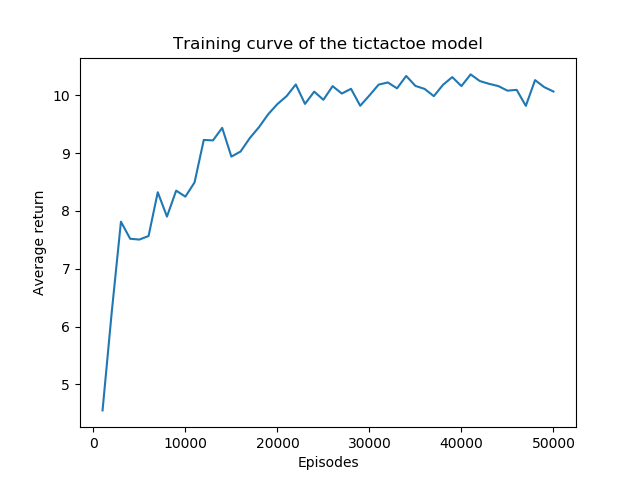 Training curve of the tictactoe model
10
9
8
7
6
5
Average return
0 10000 20000 30000 40000 50000
Episodes